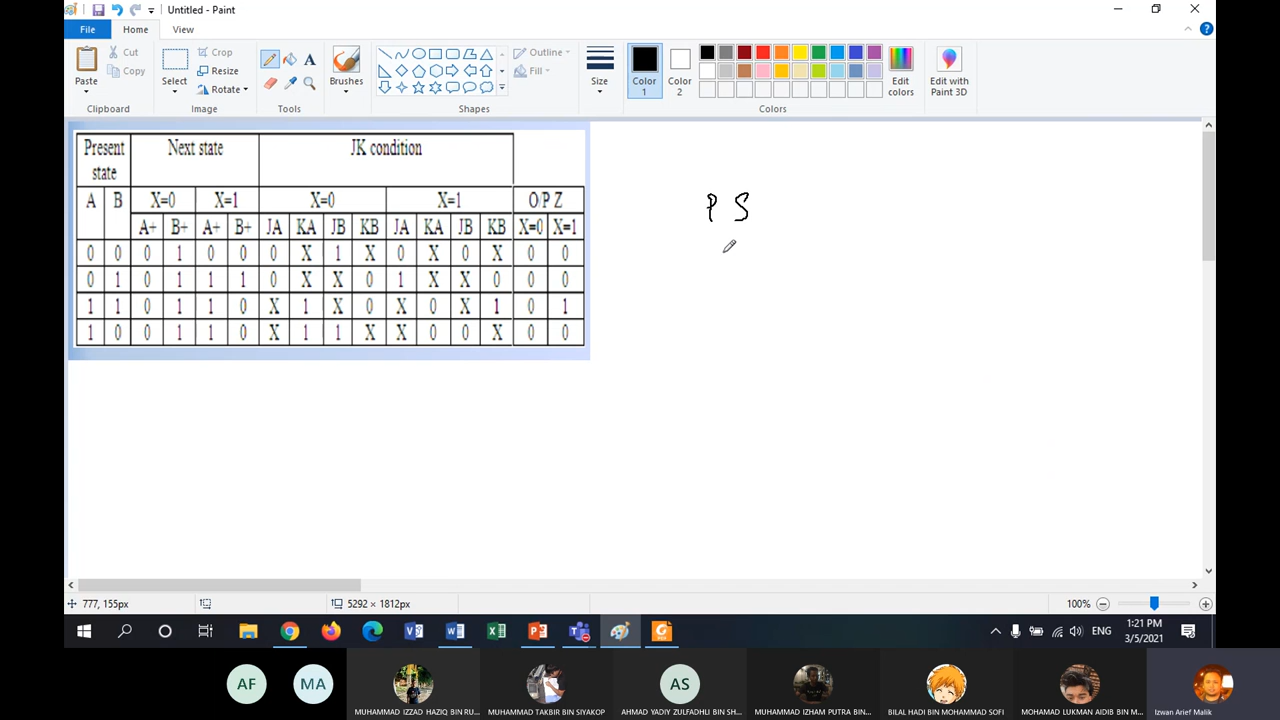 Untitled - Paint
File Home View
Paste Cut Copy Clipboard
Select Crop Resize Rotate Image
Tools
Brushes
Outline Fill Shapes
Size
Color 1
Color 2
Colors
Edit colors
Edit with Paint 3D
Present state Next state JK condition
A B X=0 X=1 X=0 X=1 O/P Z
A+ B+ A+ B+ JA KA JB KB JA KA JB KB X=0 X=1
0 0 0 1 0 0 0 X 1 X 0 X 0 X 0 0
0 1 0 1 1 1 0 X X 0 1 X X 0 0 0
1 1 0 1 1 0 X 1 X 0 X 0 X 1 0 1
1 0 0 1 1 0 X 1 1 X X 0 0 X 0 0
P S
777, 155px 5292 × 1812px 100%
ENG 1:21 PM
3/5/2021
AF MA AS
MUHAMMAD IZZAD HAZIQ BIN RU... MUHAMMAD TAKBIR BIN SIYAKOP AHMAD YADIY ZULFADHLI BIN SH... MUHAMMAD IZHAM PUTRA BIN... BILAL HADI BIN MOHAMMAD SOFI MOHAMAD LUKMAN AIDIB BIN M... Izwan Arief Malik